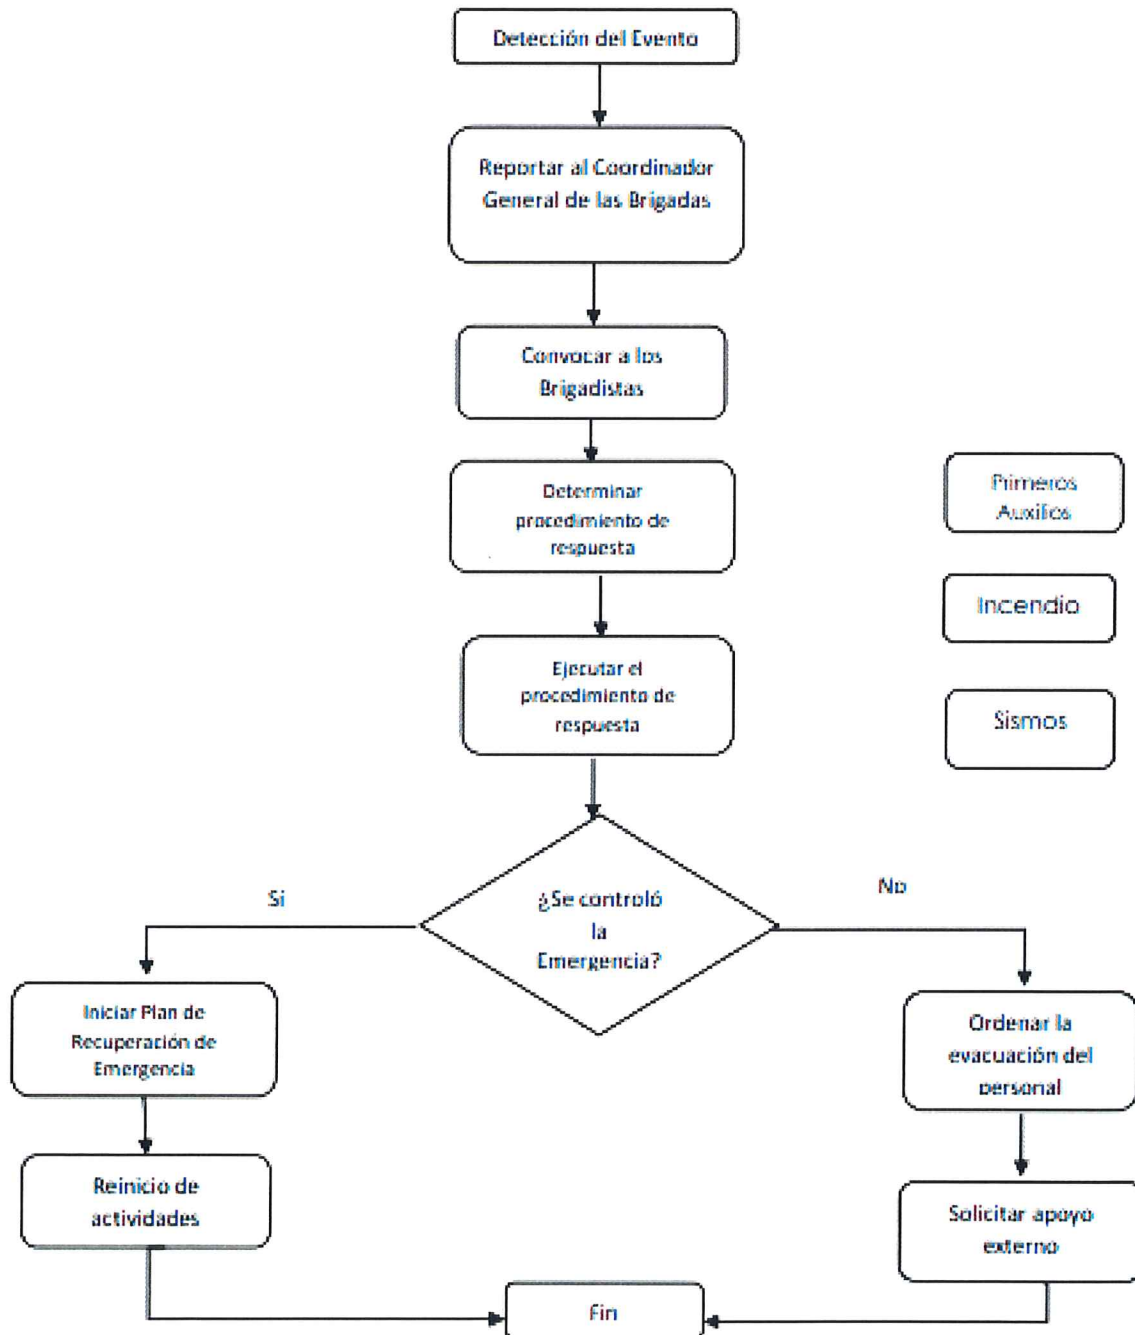 Detección del Evento
Reportar al Coordinador
General de las Brigadas
Convocar a los
Brigadistas
Determinar
procedimiento de
respuesta
Primeros
Auxilios
Incendio
Ejecutar el
procedimiento de
respuesta
Sismos
¿Se controló
la
Emergencia?
Si
No
Iniciar Plan de
Recuperación de
Emergencia
Ordenar la
evacuación del
personal
Reinicio de
actividades
Solicitar apoyo
externo
Fin